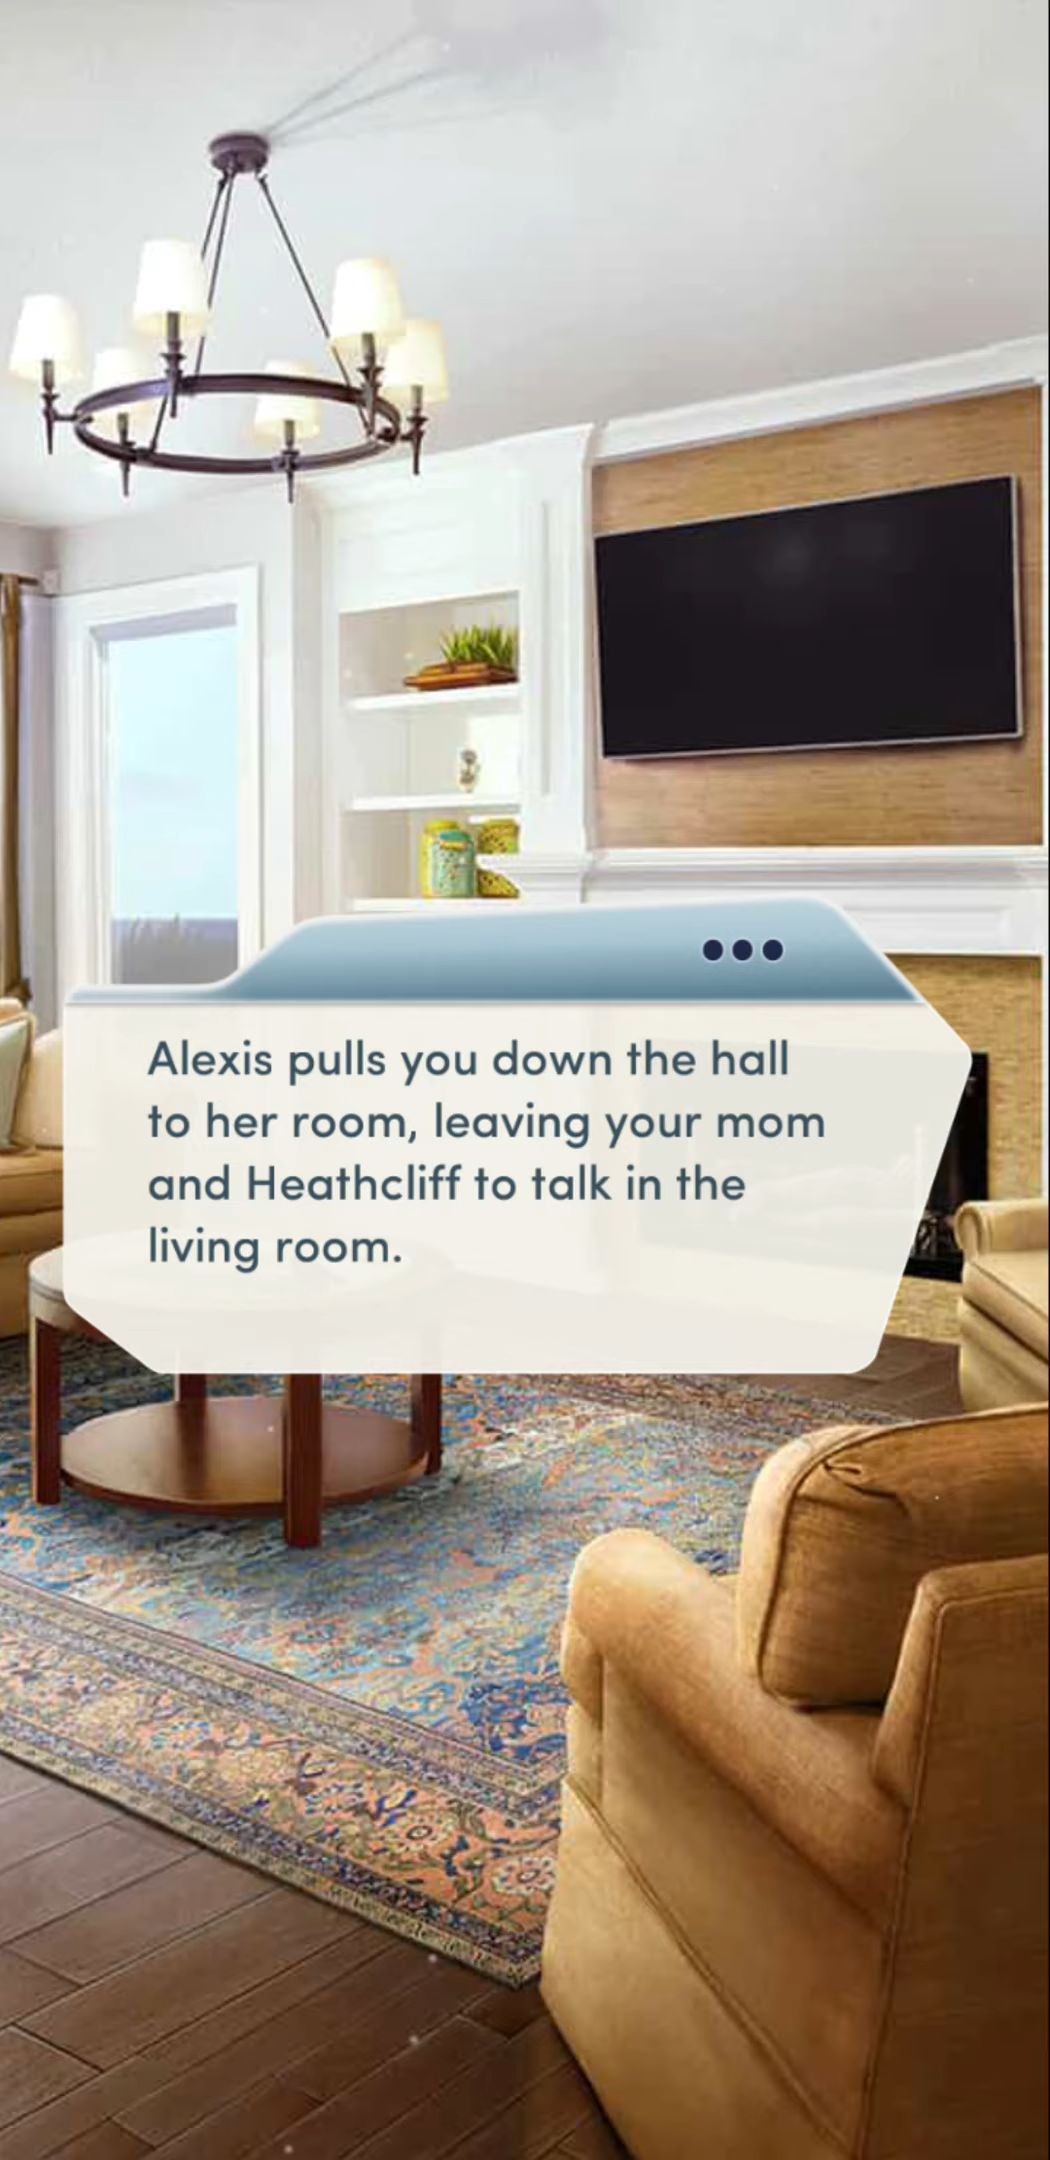 Alexis pulls you down the hall
to her room, leaving your mom
and Heathcliff to talk in the
living room.